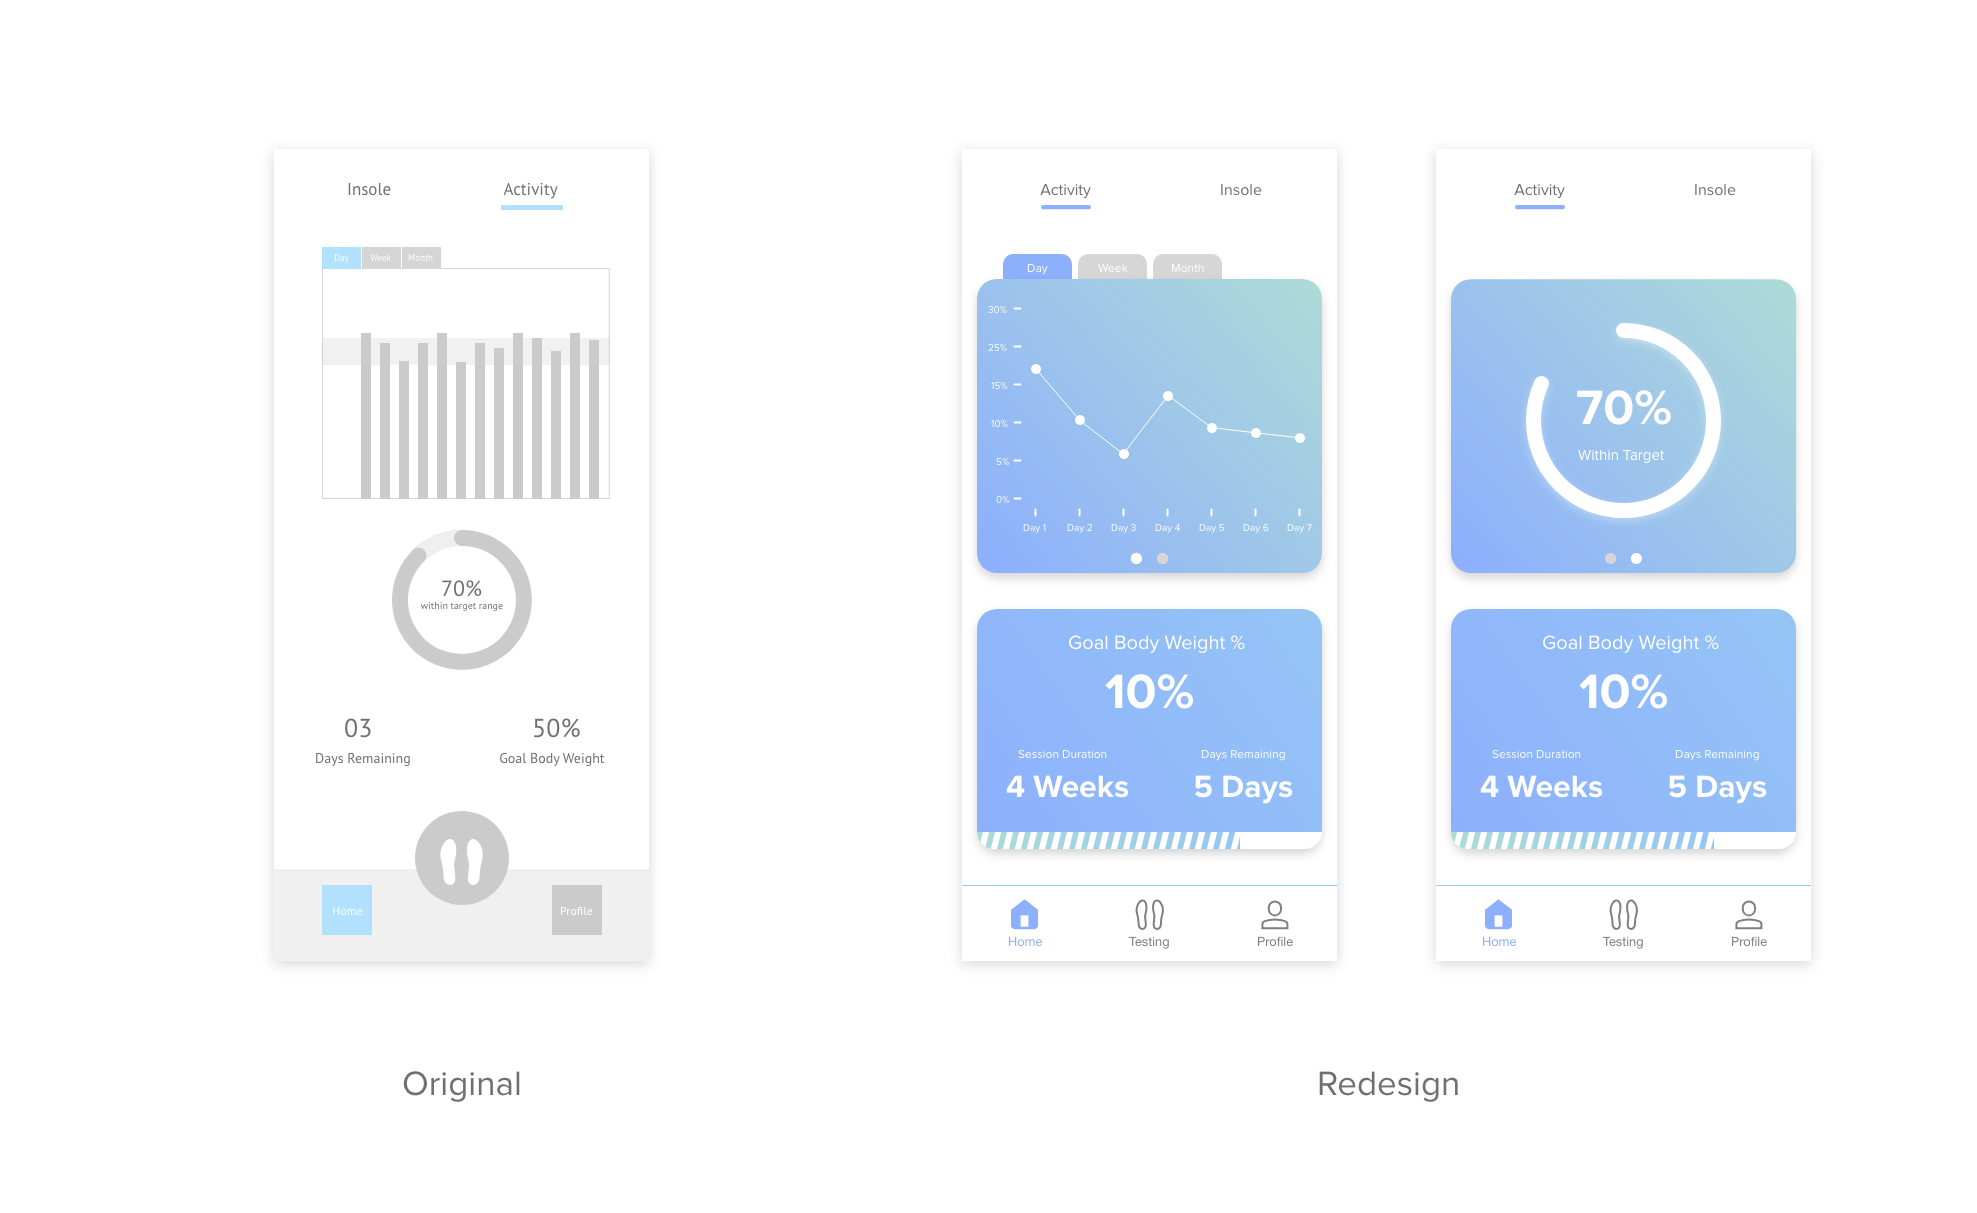 Insole Activity
Day Week Month
70%
within target range
03 50%
Days Remaining Goal Body Weight
Home Profile
Original
Activity Insole
Day Week Month
30%
25%
15%
10%
5%
0%
Day 1 Day 2 Day 3 Day 4 Day 5 Day 6 Day 7
Goal Body Weight %
10%
Session Duration Days Remaining
4 Weeks 5 Days
Home Testing Profile
Activity Insole
70%
Within Target
Goal Body Weight %
10%
Session Duration Days Remaining
4 Weeks 5 Days
Home Testing Profile
Redesign